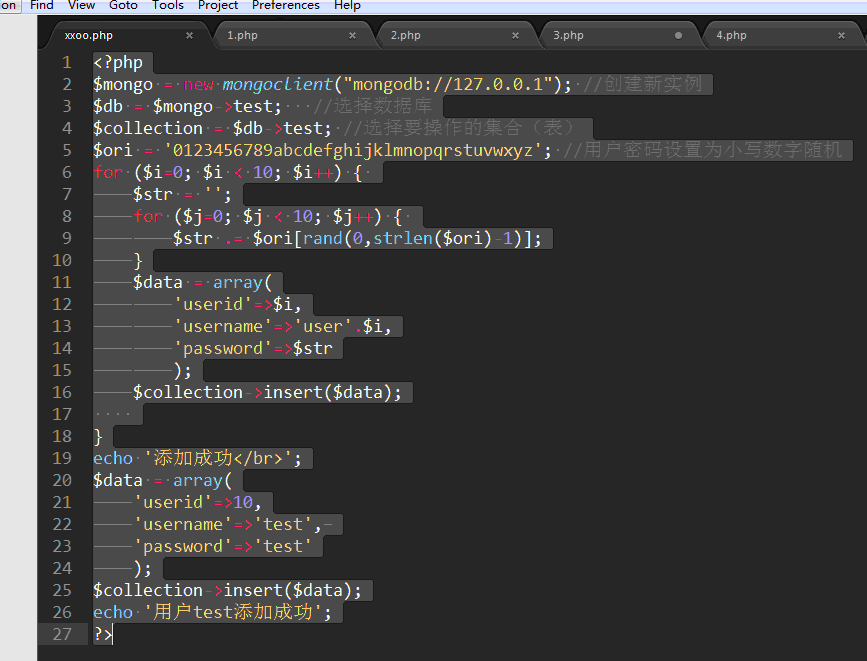 on Find View Goto Tools Project Preferences Help
xxoo.php × 1.php × 2.php × 3.php 4.php ×
1 <?php
2 $mongo = new mongoclient("mongodb://127.0.0.1"); //创建新实例
3 $db = $mongo->test; //选择数据库
4 $collection = $db->test; //选择要操作的集合（表）
5 $ori = '0123456789abcdefghijklmnopqrstuvwxyz'; //用户密码设置为小写数字随机
6 for ($i=0; $i < 10; $i++) {
7 $str = '';
8 for ($j=0; $j < 10; $j++) {
9 $str .= $ori[rand(0,strlen($ori)-1)];
10 }
11 $data = array(
12 'userid'=>$i,
13 'username'=>'user'.$i,
14 'password'=>$str
15 );
16 $collection->insert($data);
17
18 }
19 echo '添加成功</br>';
20 $data = array(
21 'userid'=>10,
22 'username'=>'test',
23 'password'=>'test'
24 );
25 $collection->insert($data);
26 echo '用户test添加成功';
27 ?>